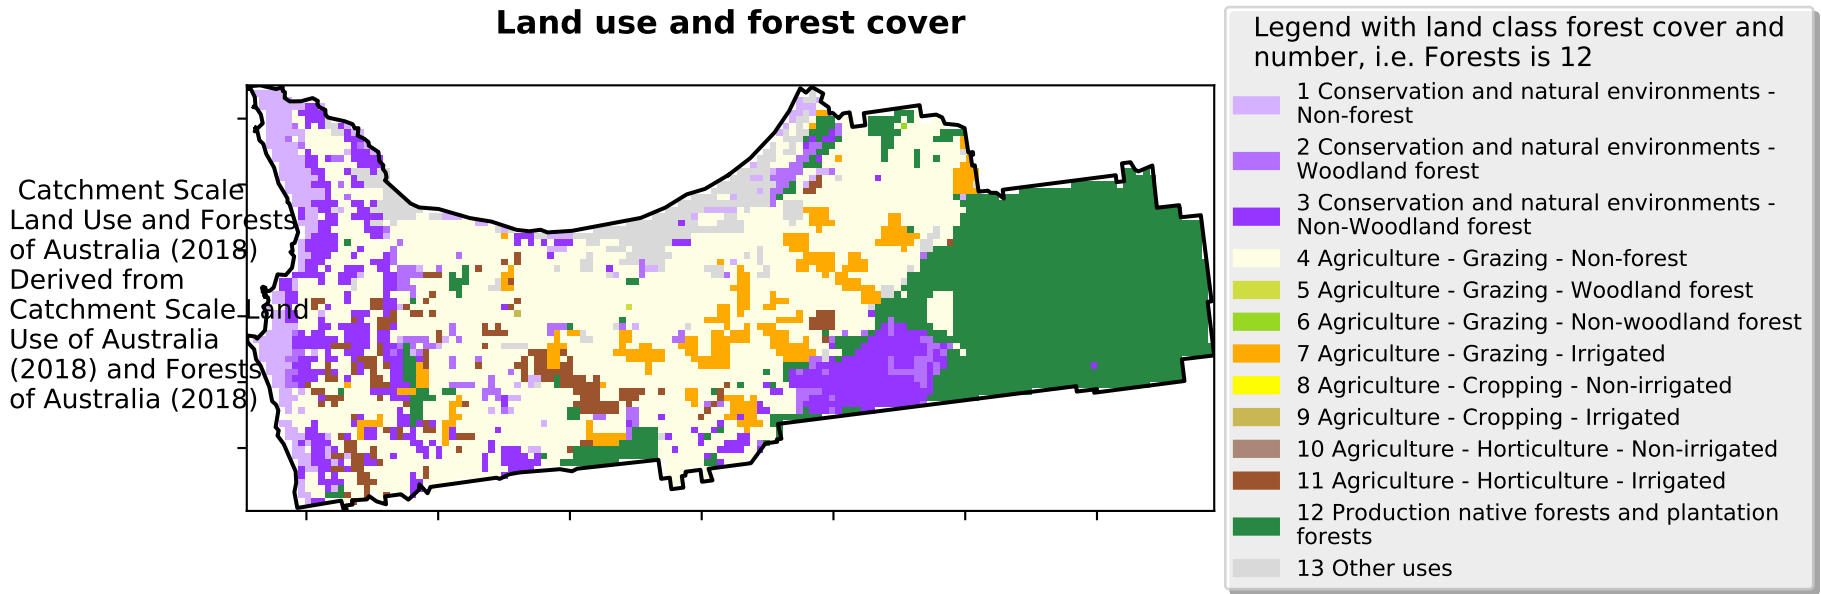 Land use and forest cover
Catchment Scale
Land Use and Forests
of Australia (2018)
Derived from
Catchment Scale Land
Use of Australia
(2018) and Forests
of Australia (2018)
Legend with land class forest cover and
number, i.e. Forests is 12
1 Conservation and natural environments -
Non-forest
2 Conservation and natural environments -
Woodland forest
3 Conservation and natural environments -
Non-Woodland forest
4 Agriculture - Grazing - Non-forest
5 Agriculture - Grazing - Woodland forest
6 Agriculture - Grazing - Non-woodland forest
7 Agriculture - Grazing - Irrigated
8 Agriculture - Cropping - Non-irrigated
9 Agriculture - Cropping - Irrigated
10 Agriculture - Horticulture - Non-irrigated
11 Agriculture - Horticulture - Irrigated
12 Production native forests and plantation
forests
13 Other uses